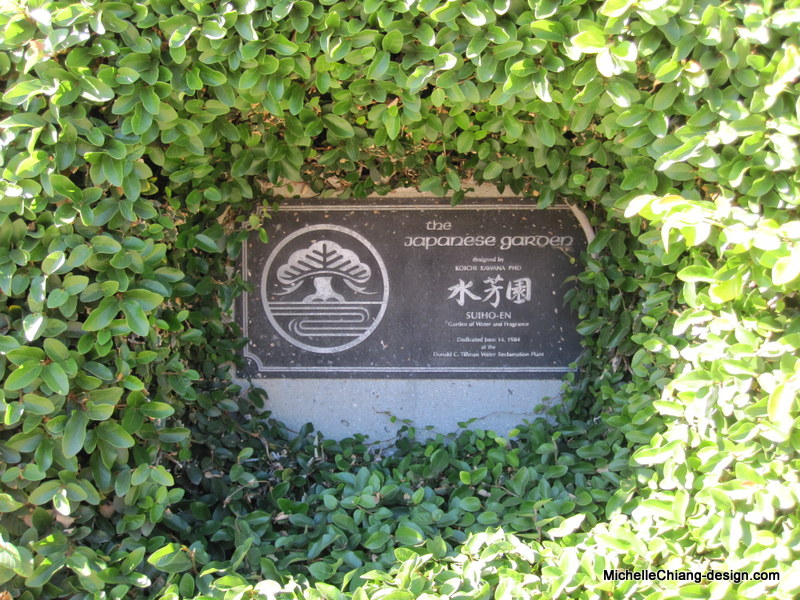 the
Japanese Garden
designed by
KOICHI KAWANA PHD
水芳園
SUIHO-EN
"Garden of Water and Fragrance
Dedicated June 14, 1984
at the
Donald C. Tillman Water Reclamation Plant
MichelleChiang-design.com